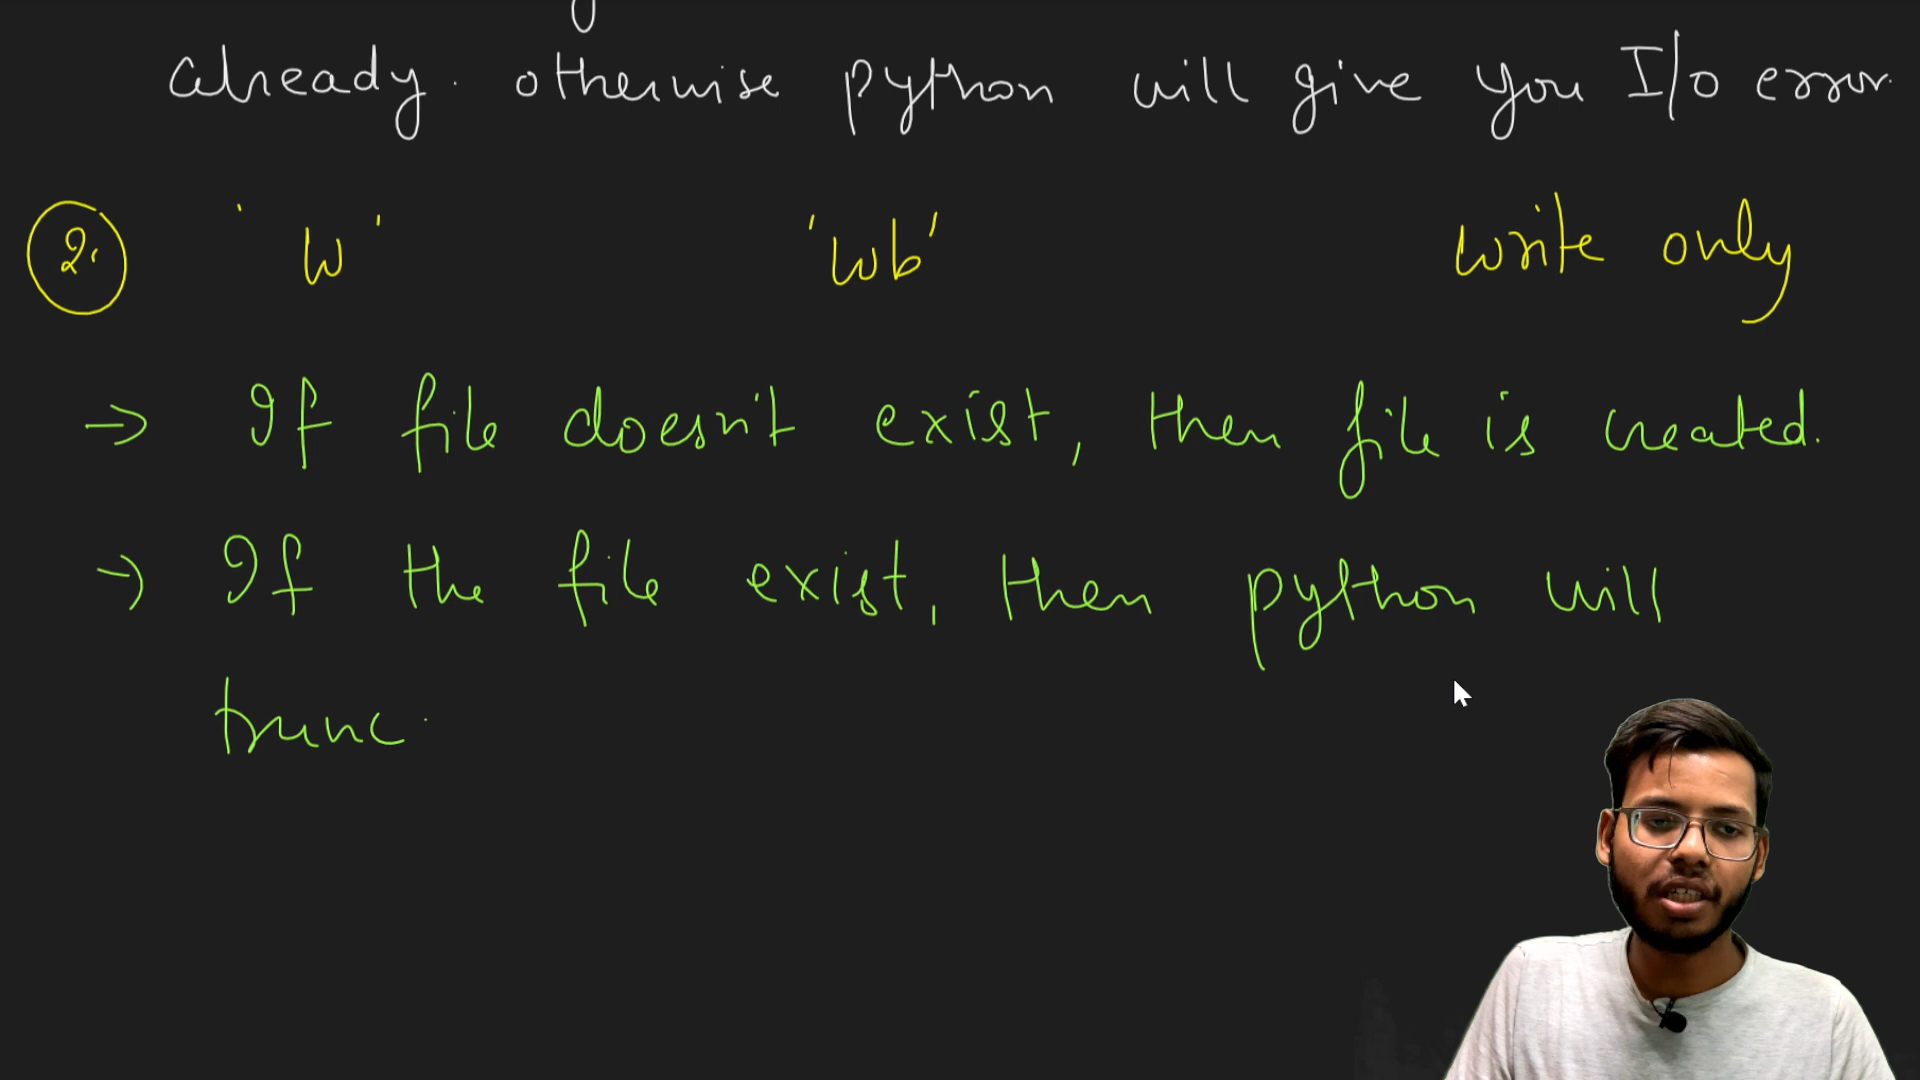 already. otherwise python will give you I/o error.
2. 'w' 'wb' write only
→ If file doesn't exist, then file is created.
→ If the file exist, then python will
trunc